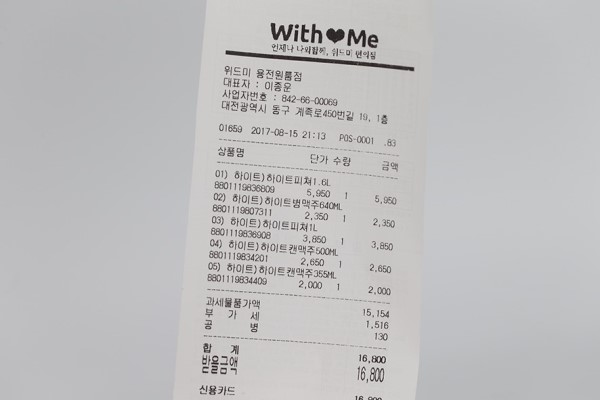 With♥Me
언제나 나와함께, 위드미 편의점
위드미 용전원룸점
대표자 : 이종운
사업자번호 : 842-66-00069
대전광역시 동구 계족로450번길 19, 1층
01659 2017-08-15 21:13 POS-0001 .83
상품명 단가 수량 금액
01) 하이트)하이트피쳐1.6L
8801119836809 5,950 1 5,950
02) 하이트)하이트병맥주640ML
8801119807311 2,350 1 2,350
03) 하이트)하이트피쳐1L
8801119836908 3,850 1 3,850
04) 하이트)하이트캔맥주500ML
8801119834201 2,650 1 2,650
05) 하이트)하이트캔맥주355ML
8801119834409 2,000 1 2,000
과세물품가액 15,154
부 가 세 1,516
공 병 130
합 계 16,800
받을금액 16,800
신용카드 16,800